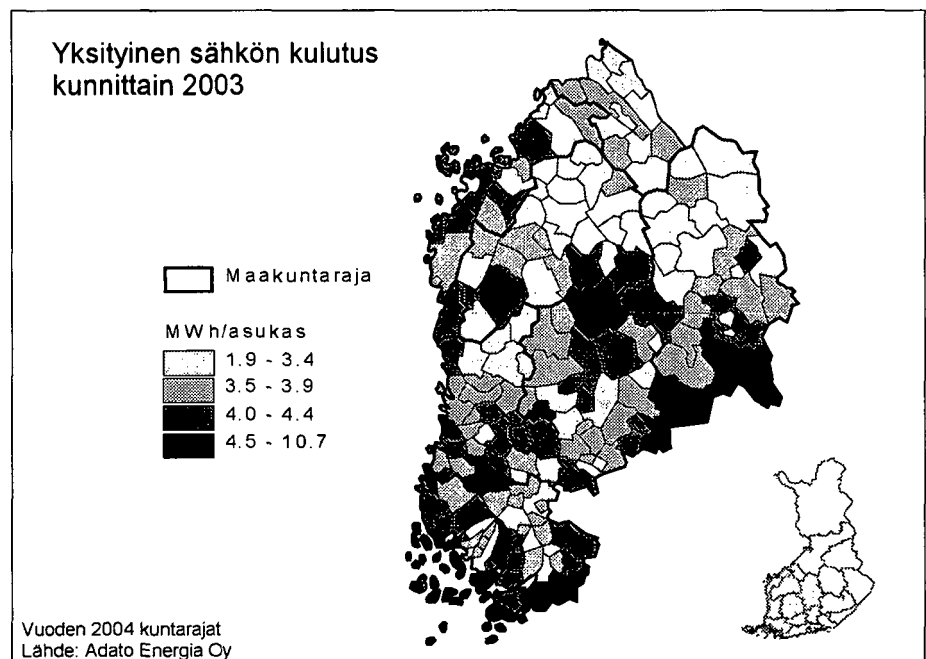 Yksityinen sähkön kulutus
kunnittain 2003
Maakuntaraja
MWh/asukas
1.9 - 3.4
3.5 - 3.9
4.0 - 4.4
4.5 - 10.7
Vuoden 2004 kuntarajat
Lähde: Adato Energia Oy